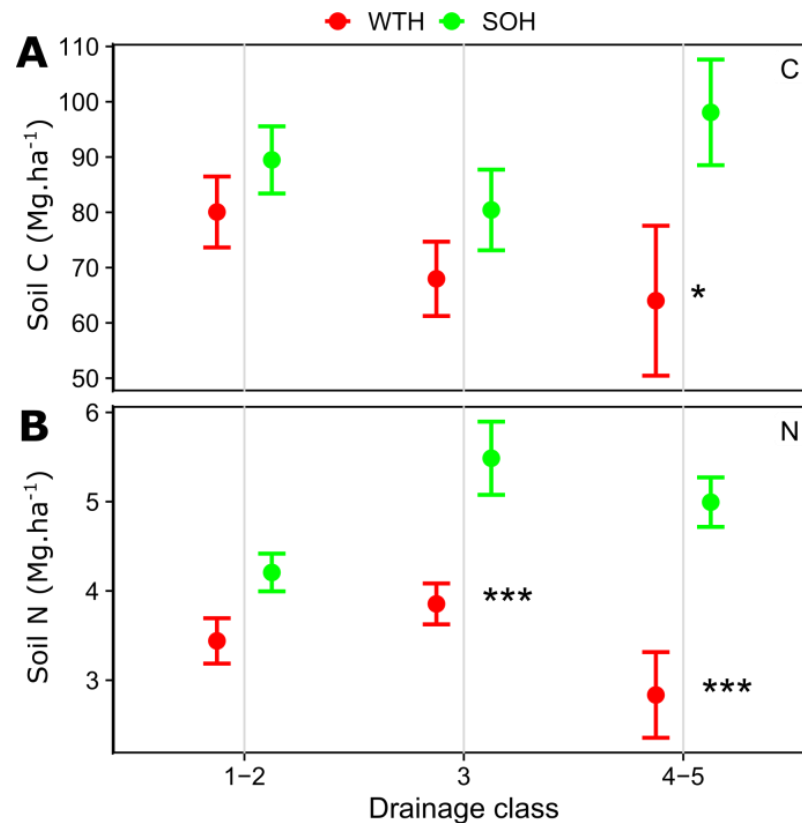 WTH SOH
A
C
Soil C (Mg.ha⁻¹)
110
100
90
80
70
60
50
*
B
N
Soil N (Mg.ha⁻¹)
6
5
4
3
***
***
1−2 3 4−5
Drainage class